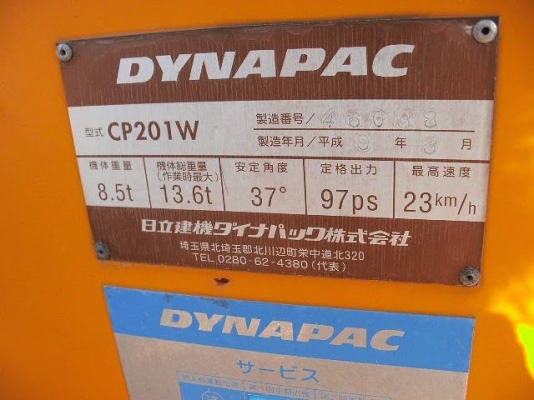 DYNAPAC
型式 CP201W
製造番号/
製造年月/平成 9 年 3 月
機体重量 機体総重量(作業時最大) 安定角度 定格出力 最高速度
8.5t 13.6t 37° 97ps 23km/h
日立建機ダイナパック株式会社
埼玉県北埼玉郡北川辺町栄中道北320
TEL.0280-62-4380(代表)
DYNAPAC
サービス